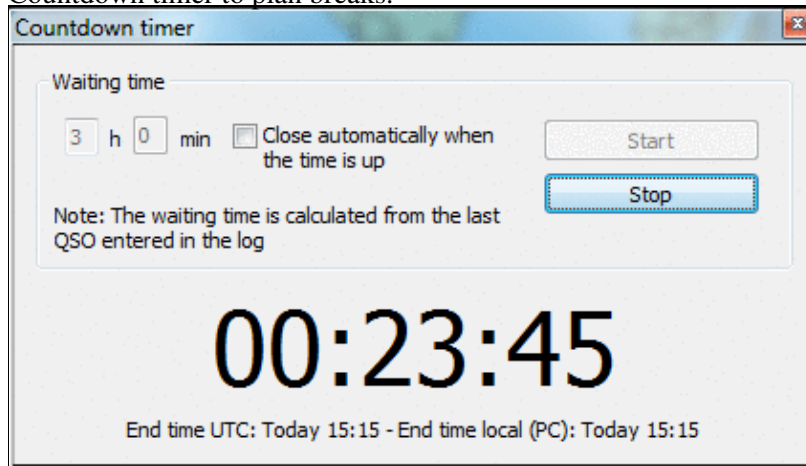 Countdown timer to plan breaks.
Countdown timer
Waiting time
3 h 0 min
Close automatically when
the time is up
Start
Stop
Note: The waiting time is calculated from the last
QSO entered in the log
00:23:45
End time UTC: Today 15:15 - End time local (PC): Today 15:15